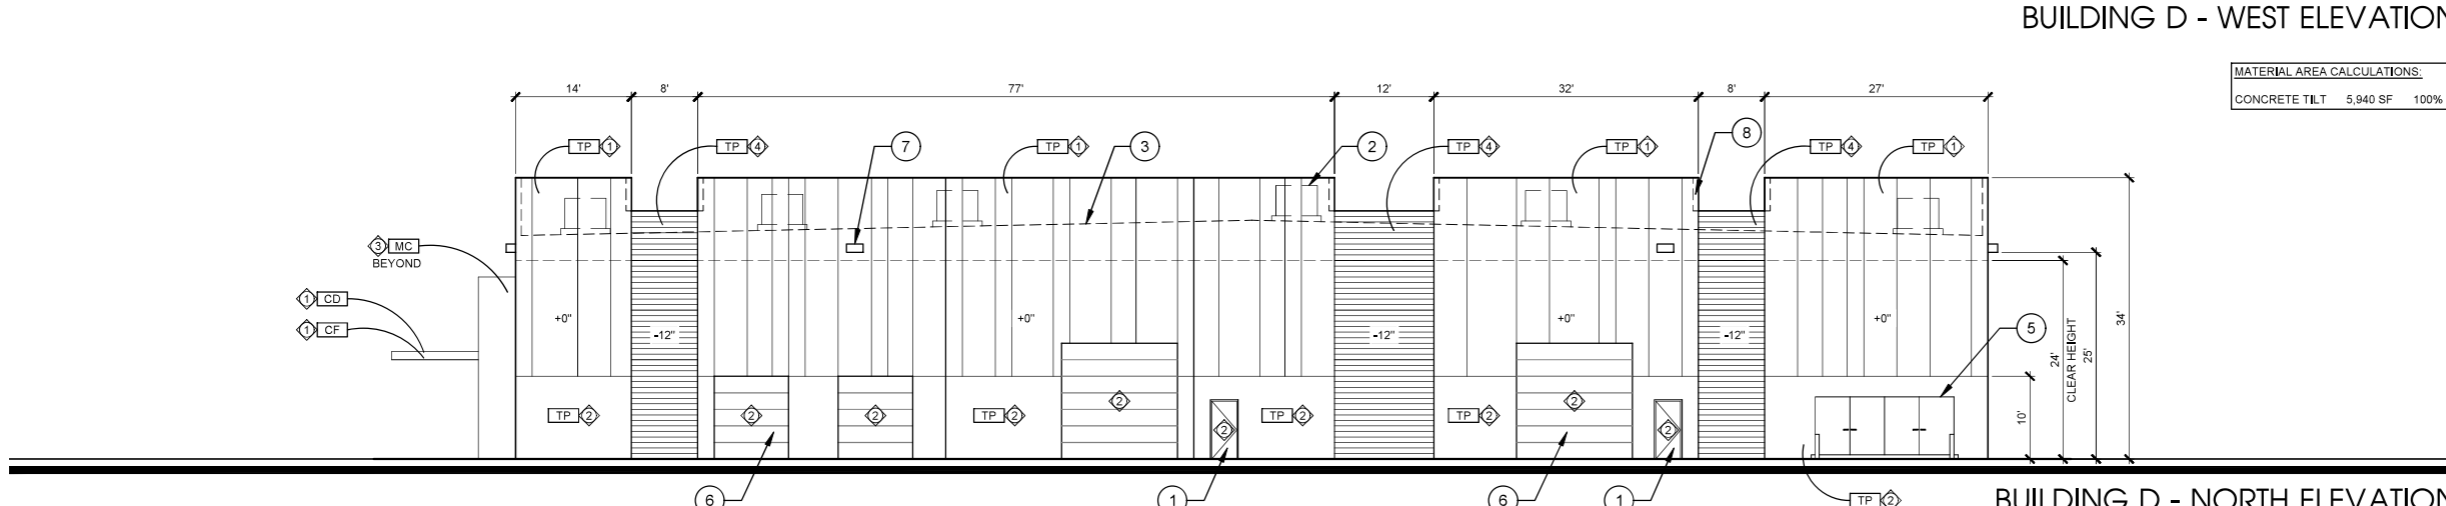 BUILDING D - WEST ELEVATION
MATERIAL AREA CALCULATIONS:
CONCRETE TILT 5,940 SF 100%
14' 8' 77' 12' 32' 8' 27'
TP 1 TP 4 7 TP 1 3 2 TP 4 TP 1 8 TP 4 TP 1
3 MC
BEYOND
1 CD
1 CF
+0" -12" +0" -12" +0" -12" +0"
5
34'
24'
CLEAR HEIGHT
25'
10'
TP 2 2 2 TP 2 2 2 TP 2 TP 2 2 2
6 1 6 1 TP 2
BUILDING D - NORTH ELEVATION